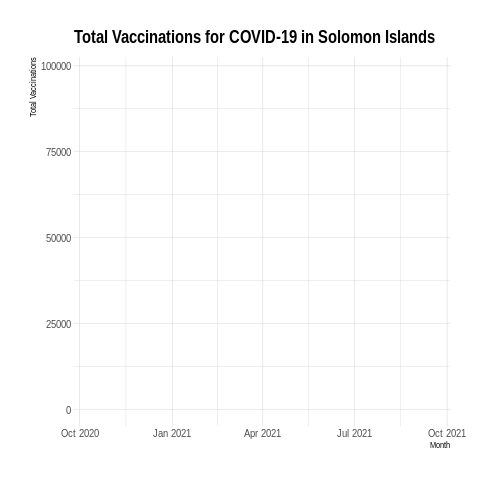 Total Vaccinations for COVID-19 in Solomon Islands
Total Vaccinations
100000
75000
50000
25000
0
Oct 2020 Jan 2021 Apr 2021 Jul 2021 Oct 2021
Month